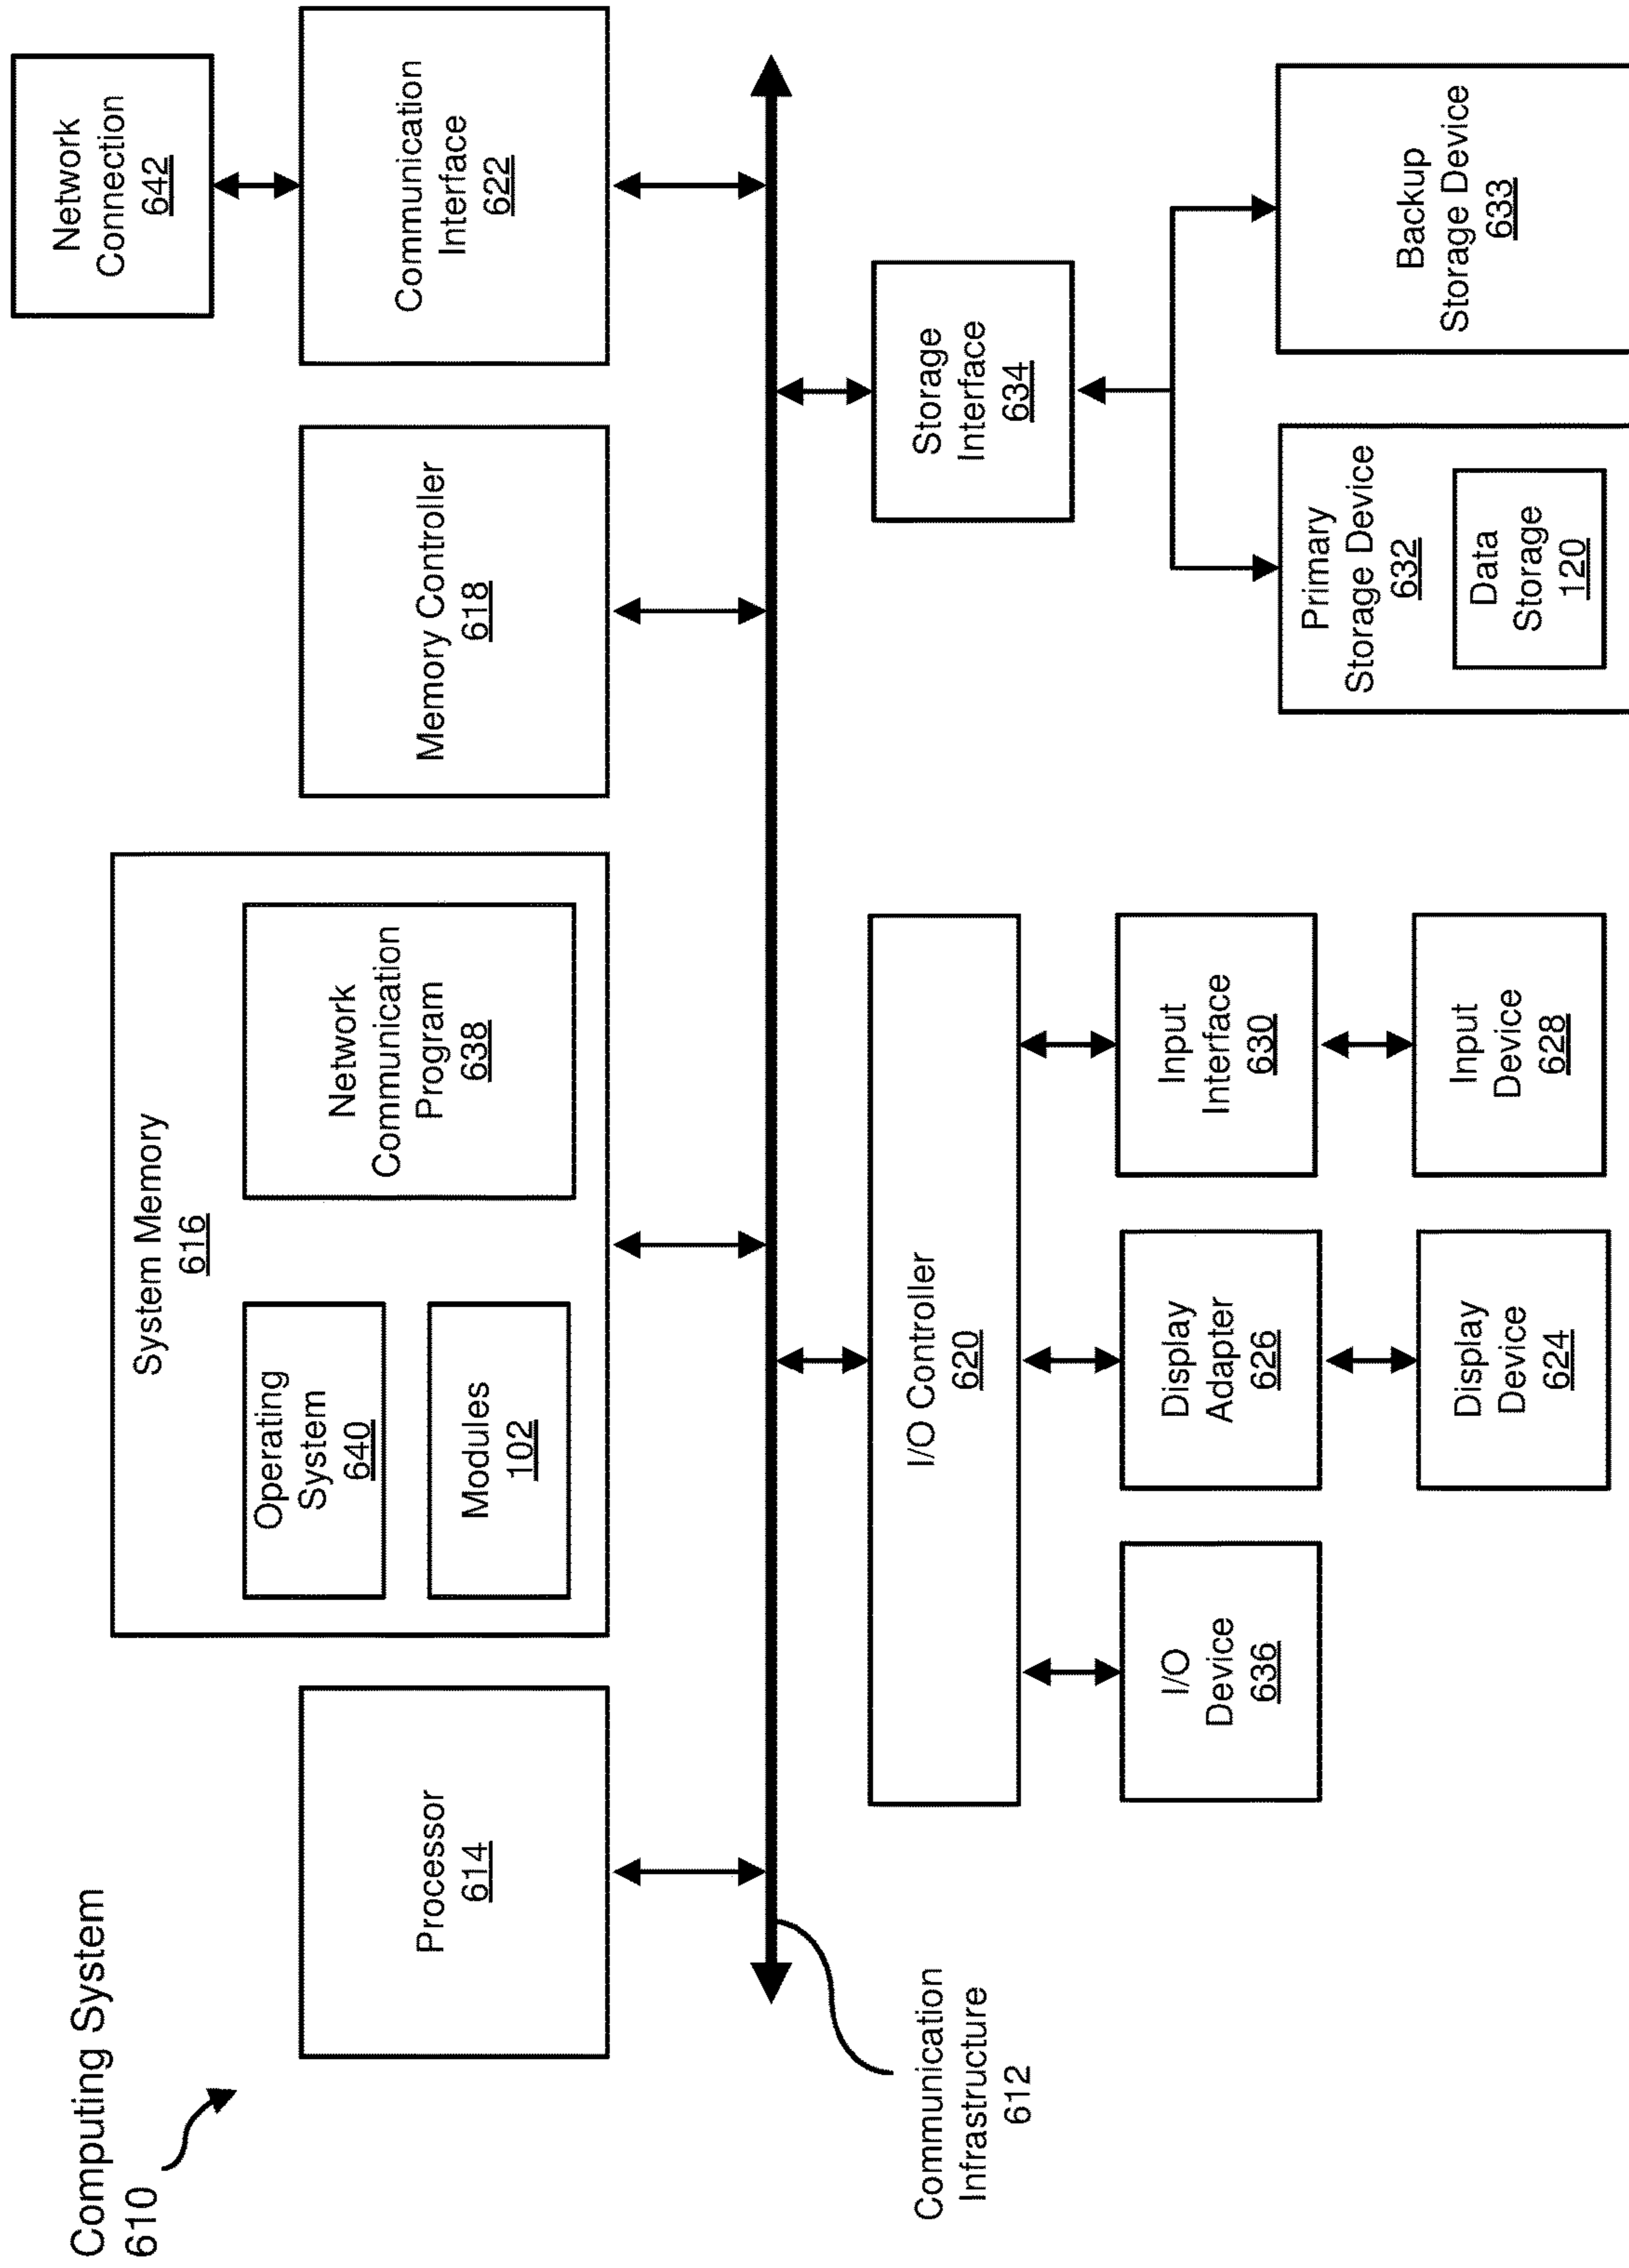 Computing System
610
System Memory
616
Operating
System
640
Modules
102
Network
Communication
Program
638
Processor
614
Memory Controller
618
Network
Connection
642
Communication
Interface
622
Communication
Infrastructure
612
I/O Controller
620
I/O
Device
636
Display
Adapter
626
Display
Device
624
Input
Interface
630
Input
Device
628
Storage
Interface
634
Primary
Storage Device
632
Data
Storage
120
Backup
Storage Device
633